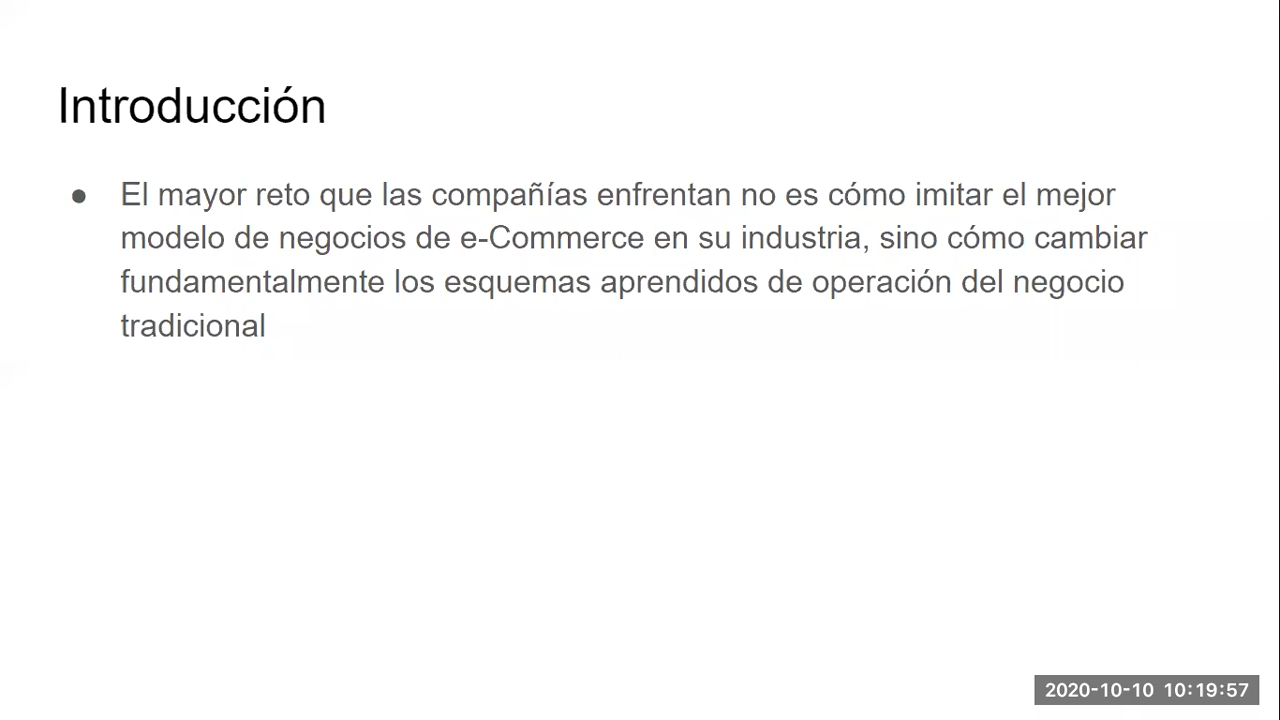 Introducción
● El mayor reto que las compañías enfrentan no es cómo imitar el mejor
modelo de negocios de e-Commerce en su industria, sino cómo cambiar
fundamentalmente los esquemas aprendidos de operación del negocio
tradicional
2020-10-10 10:19:57